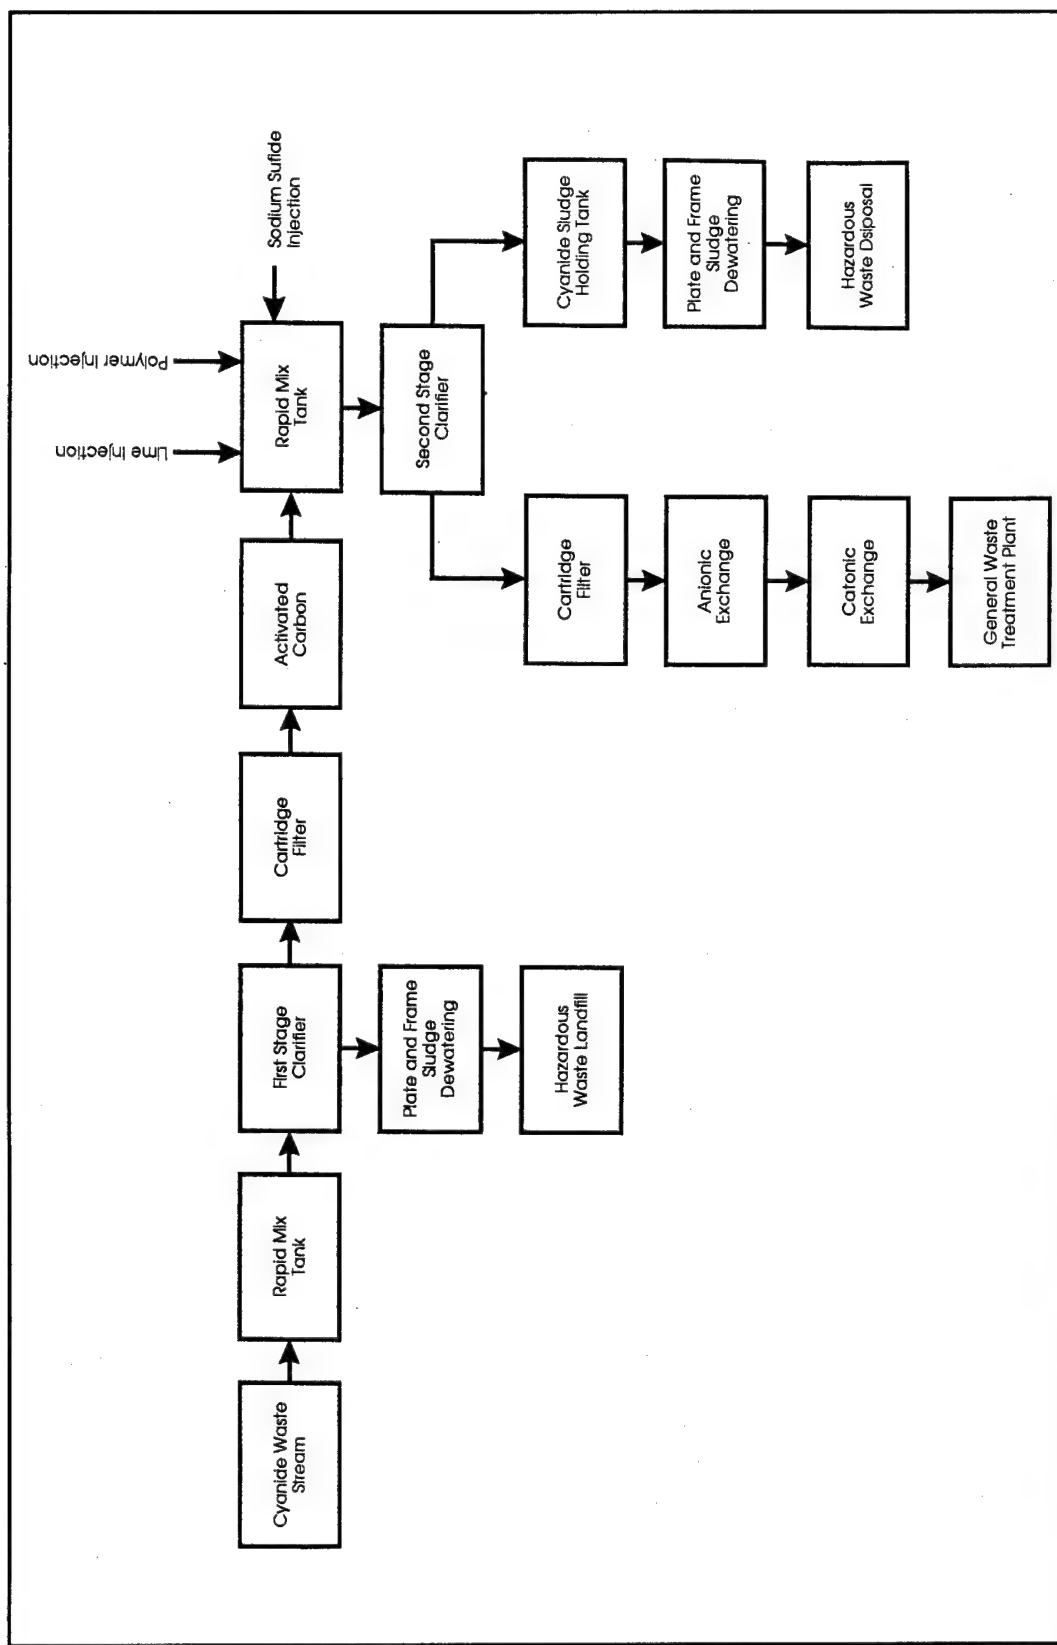 Cyanide Waste
Stream
Rapid Mix
Tank
First Stage
Clarifier
Plate and Frame
Sludge
Dewatering
Hazardous
Waste Landfill
Cartridge
Filter
Activated
Carbon
Lime Injection
Polymer Injection
Sodium Sufide
Injection
Rapid Mix
Tank
Second Stage
Clarifier
Cartridge
Filter
Anionic
Exchange
Catonic
Exchange
General Waste
Treatment Plant
Cyanide Sludge
Holding Tank
Plate and Frame
Sludge
Dewatering
Hazardous
Waste Dsiposal